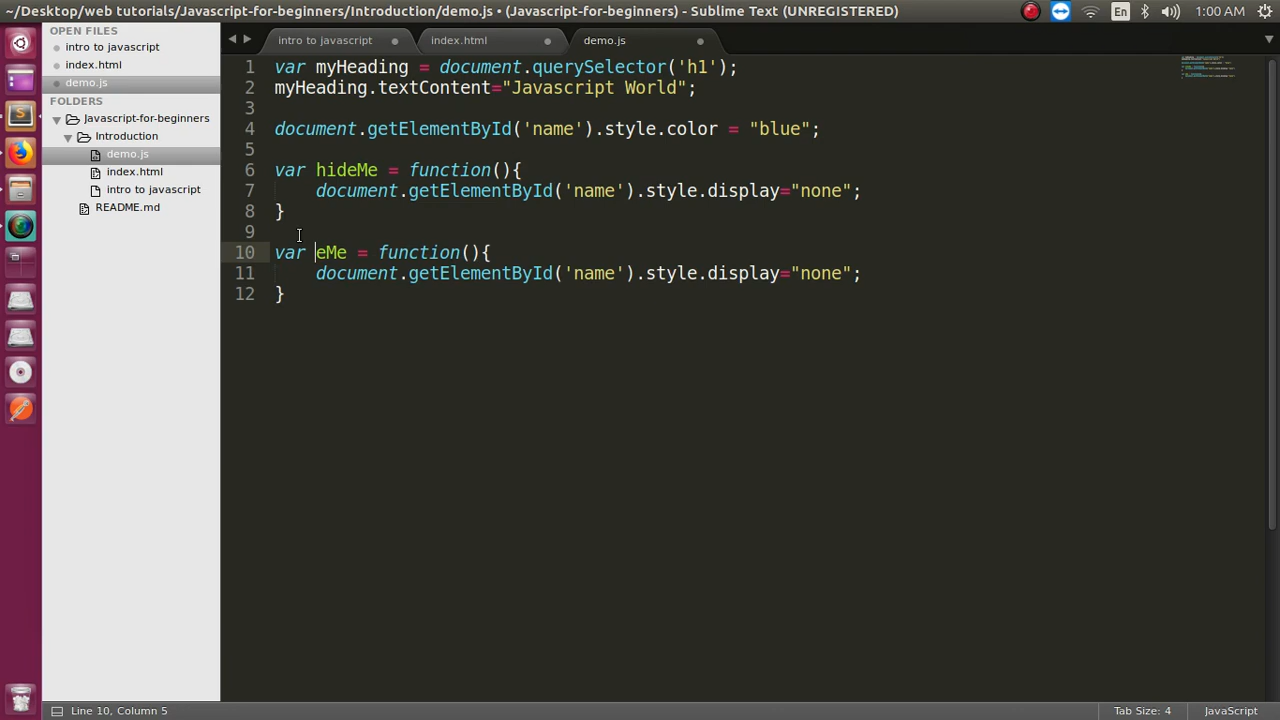 ~/Desktop/web tutorials/Javascript-for-beginners/Introduction/demo.js • (Javascript-for-beginners) - Sublime Text (UNREGISTERED)
En
1:00 AM
OPEN FILES
intro to javascript
index.html
demo.js
FOLDERS
Javascript-for-beginners
Introduction
demo.js
index.html
intro to javascript
README.md
intro to javascript
index.html
demo.js
1 var myHeading = document.querySelector('h1');
2 myHeading.textContent="Javascript World";
3
4 document.getElementById('name').style.color = "blue";
5
6 var hideMe = function(){
7 document.getElementById('name').style.display="none";
8 }
9
10 var eMe = function(){
11 document.getElementById('name').style.display="none";
12 }
Line 10, Column 5
Tab Size: 4
JavaScript